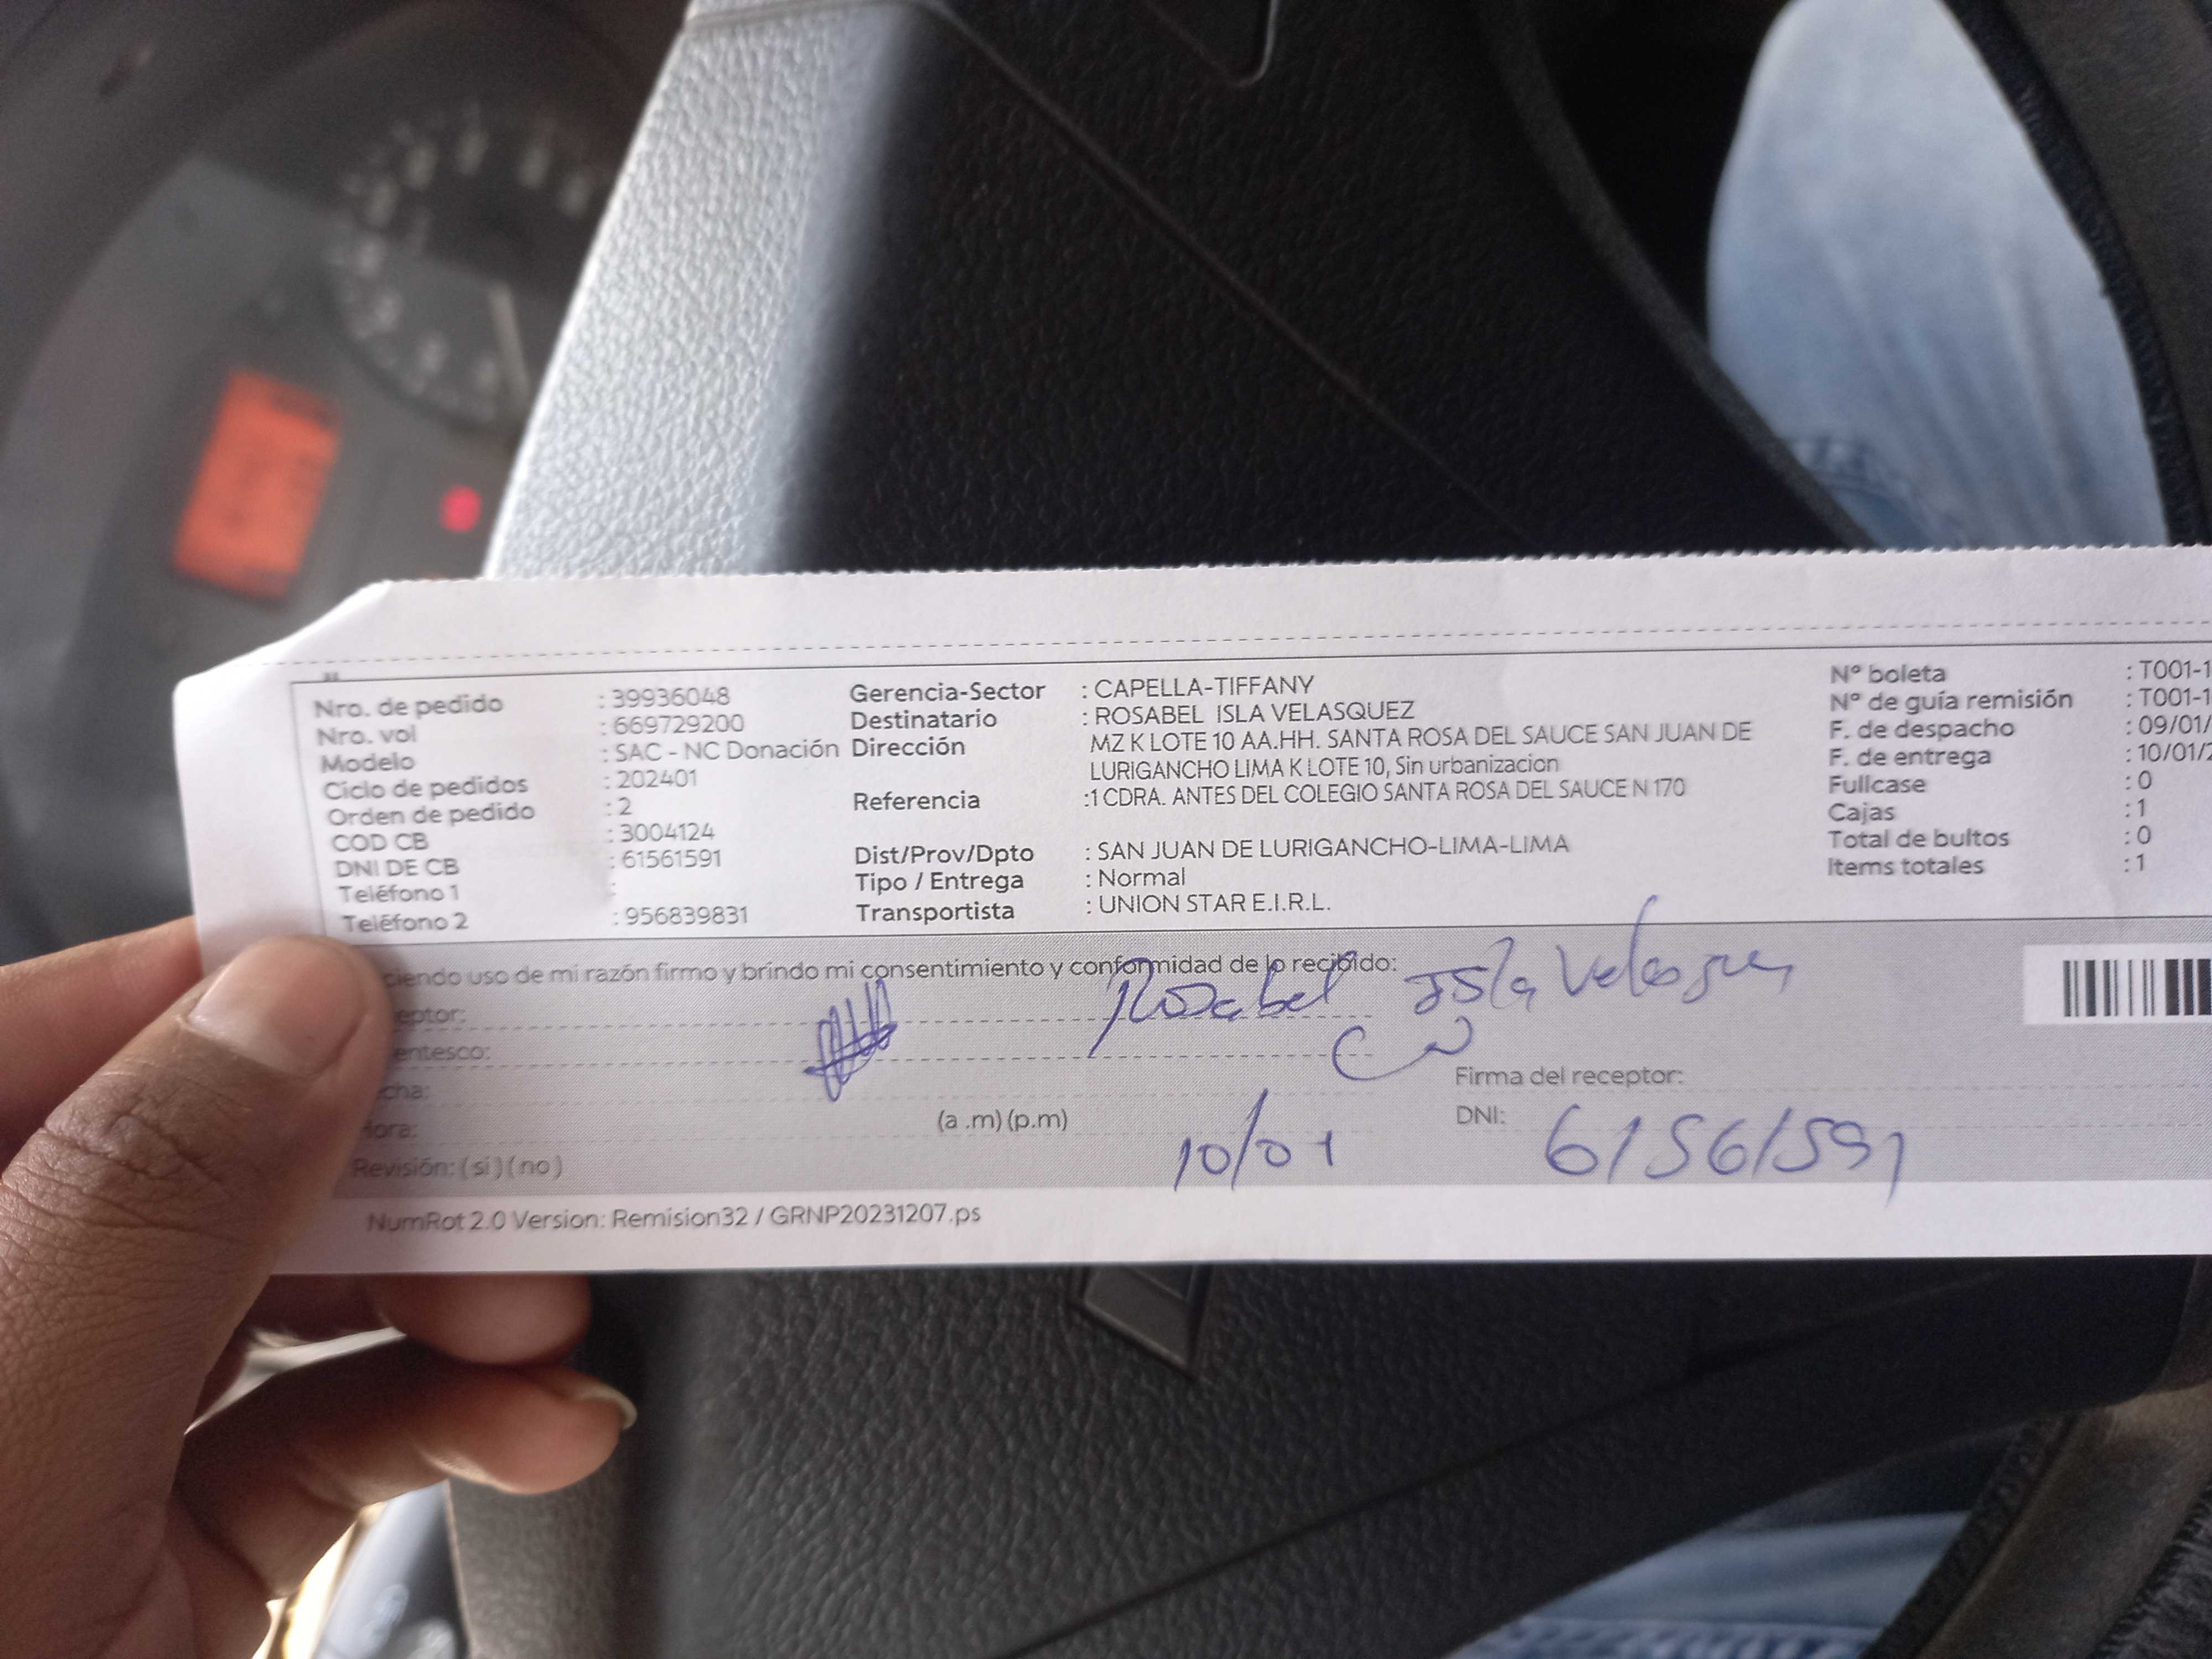 Nro. de pedido : 39936048
Nro. vol : 669729200
Modelo : SAC - NC Donación
Ciclo de pedidos : 202401
Orden de pedido : 2
COD CB : 3004124
DNI DE CB : 61561591
Teléfono 1 :
Teléfono 2 : 956839831
Gerencia-Sector : CAPELLA-TIFFANY
Destinatario : ROSABEL ISLA VELASQUEZ
Dirección MZ K LOTE 10 AA.HH. SANTA ROSA DEL SAUCE SAN JUAN DE
LURIGANCHO LIMA K LOTE 10, Sin urbanizacion
Referencia :1 CDRA. ANTES DEL COLEGIO SANTA ROSA DEL SAUCE N 170
Dist/Prov/Dpto : SAN JUAN DE LURIGANCHO-LIMA-LIMA
Tipo / Entrega : Normal
Transportista : UNION STAR E.I.R.L.
Nº boleta : T001-1
Nº de guía remisión : T001-1
F. de despacho : 09/01/
F. de entrega : 10/01/2
Fullcase : 0
Cajas : 1
Total de bultos : 0
Items totales : 1
ciendo uso de mi razón firmo y brindo mi consentimiento y conformidad de lo recibido:
eptor: Rosabel Isla Velasquez
entesco:
cha:
Firma del receptor:
Hora: (a .m) (p.m) 10/01
DNI: 61561591
Revisión: ( si ) ( no )
NumRot 2.0 Version: Remision32 / GRNP20231207.ps